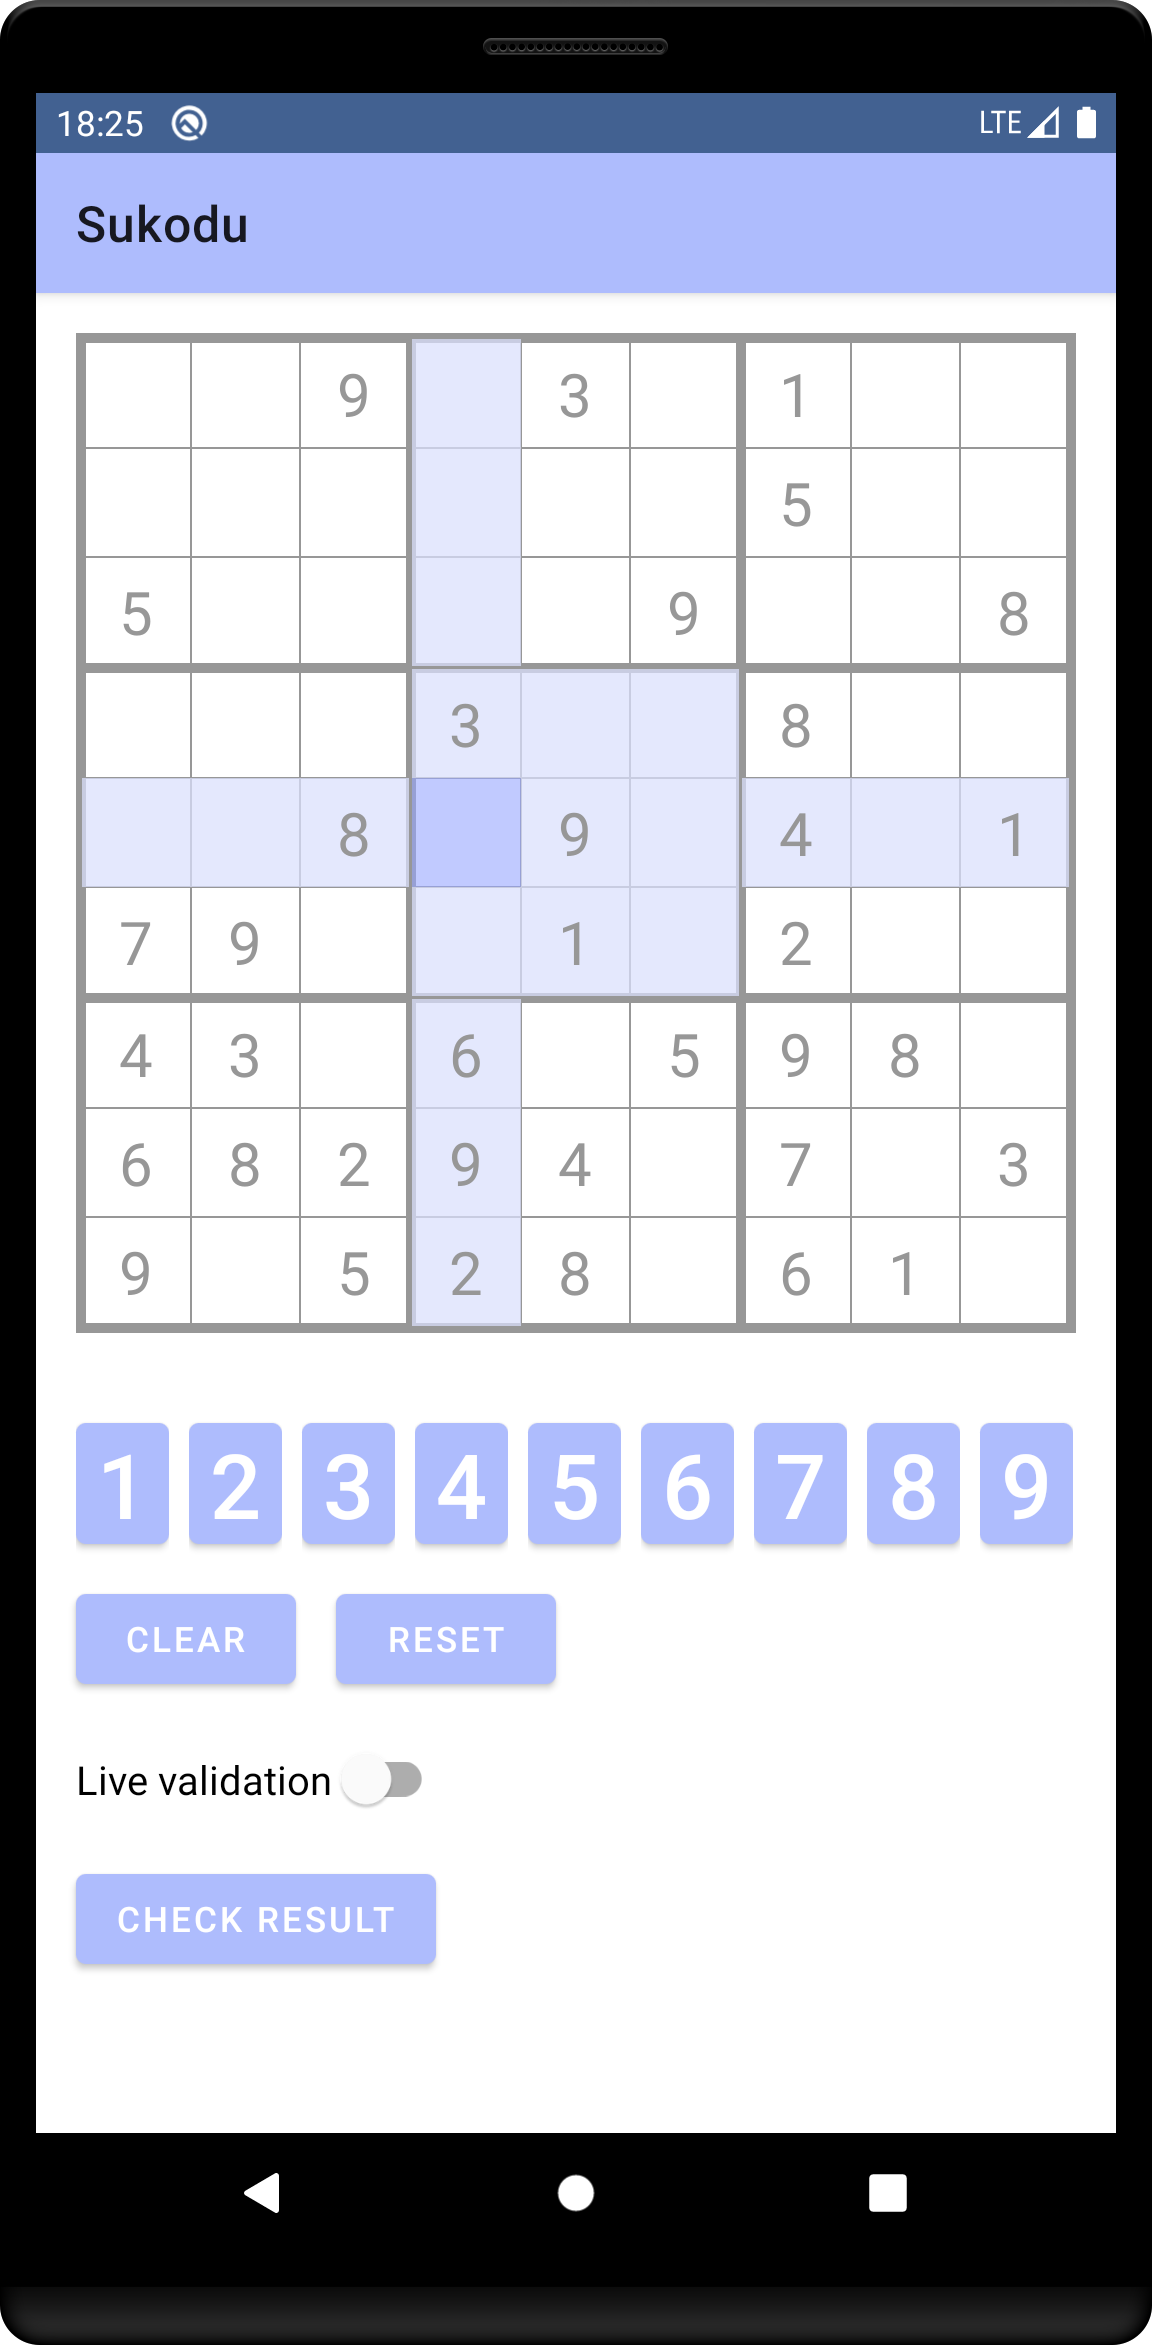 18:25 LTE
Sukodu
9 3 1
5
5 9 8
3 8
8 9 4 1
7 9 1 2
4 3 6 5 9 8
6 8 2 9 4 7 3
9 5 2 8 6 1
1 2 3 4 5 6 7 8 9
CLEAR RESET
Live validation
CHECK RESULT